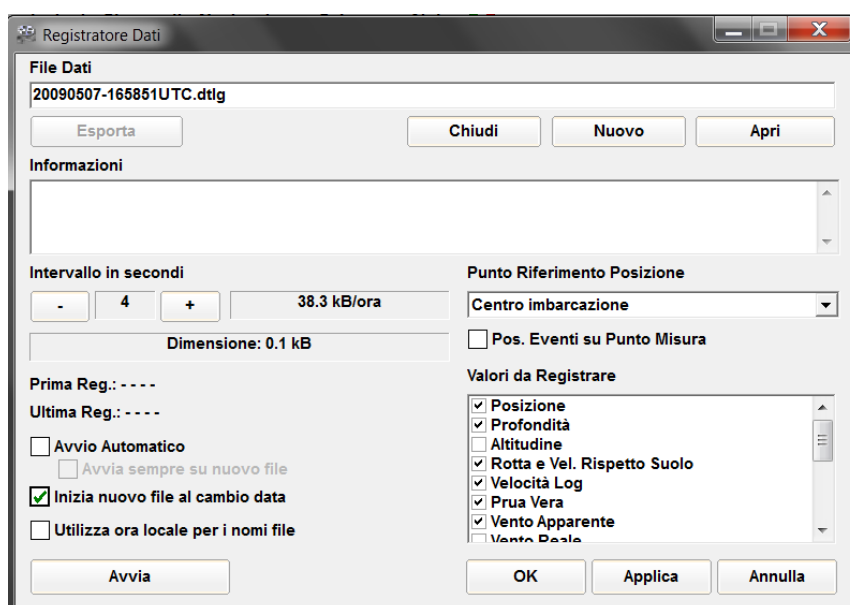 Registratore Dati
File Dati
20090507-165851UTC.dtlg
Esporta
Chiudi
Nuovo
Apri
Informazioni
Intervallo in secondi
- 4 + 38.3 kB/ora
Dimensione: 0.1 kB
Prima Reg.: - - - -
Ultima Reg.: - - - -
Avvio Automatico
Avvia sempre su nuovo file
Inizia nuovo file al cambio data
Utilizza ora locale per i nomi file
Avvia
Punto Riferimento Posizione
Centro imbarcazione
Pos. Eventi su Punto Misura
Valori da Registrare
Posizione
Profondità
Altitudine
Rotta e Vel. Rispetto Suolo
Velocità Log
Prua Vera
Vento Apparente
Vento Reale
OK
Applica
Annulla